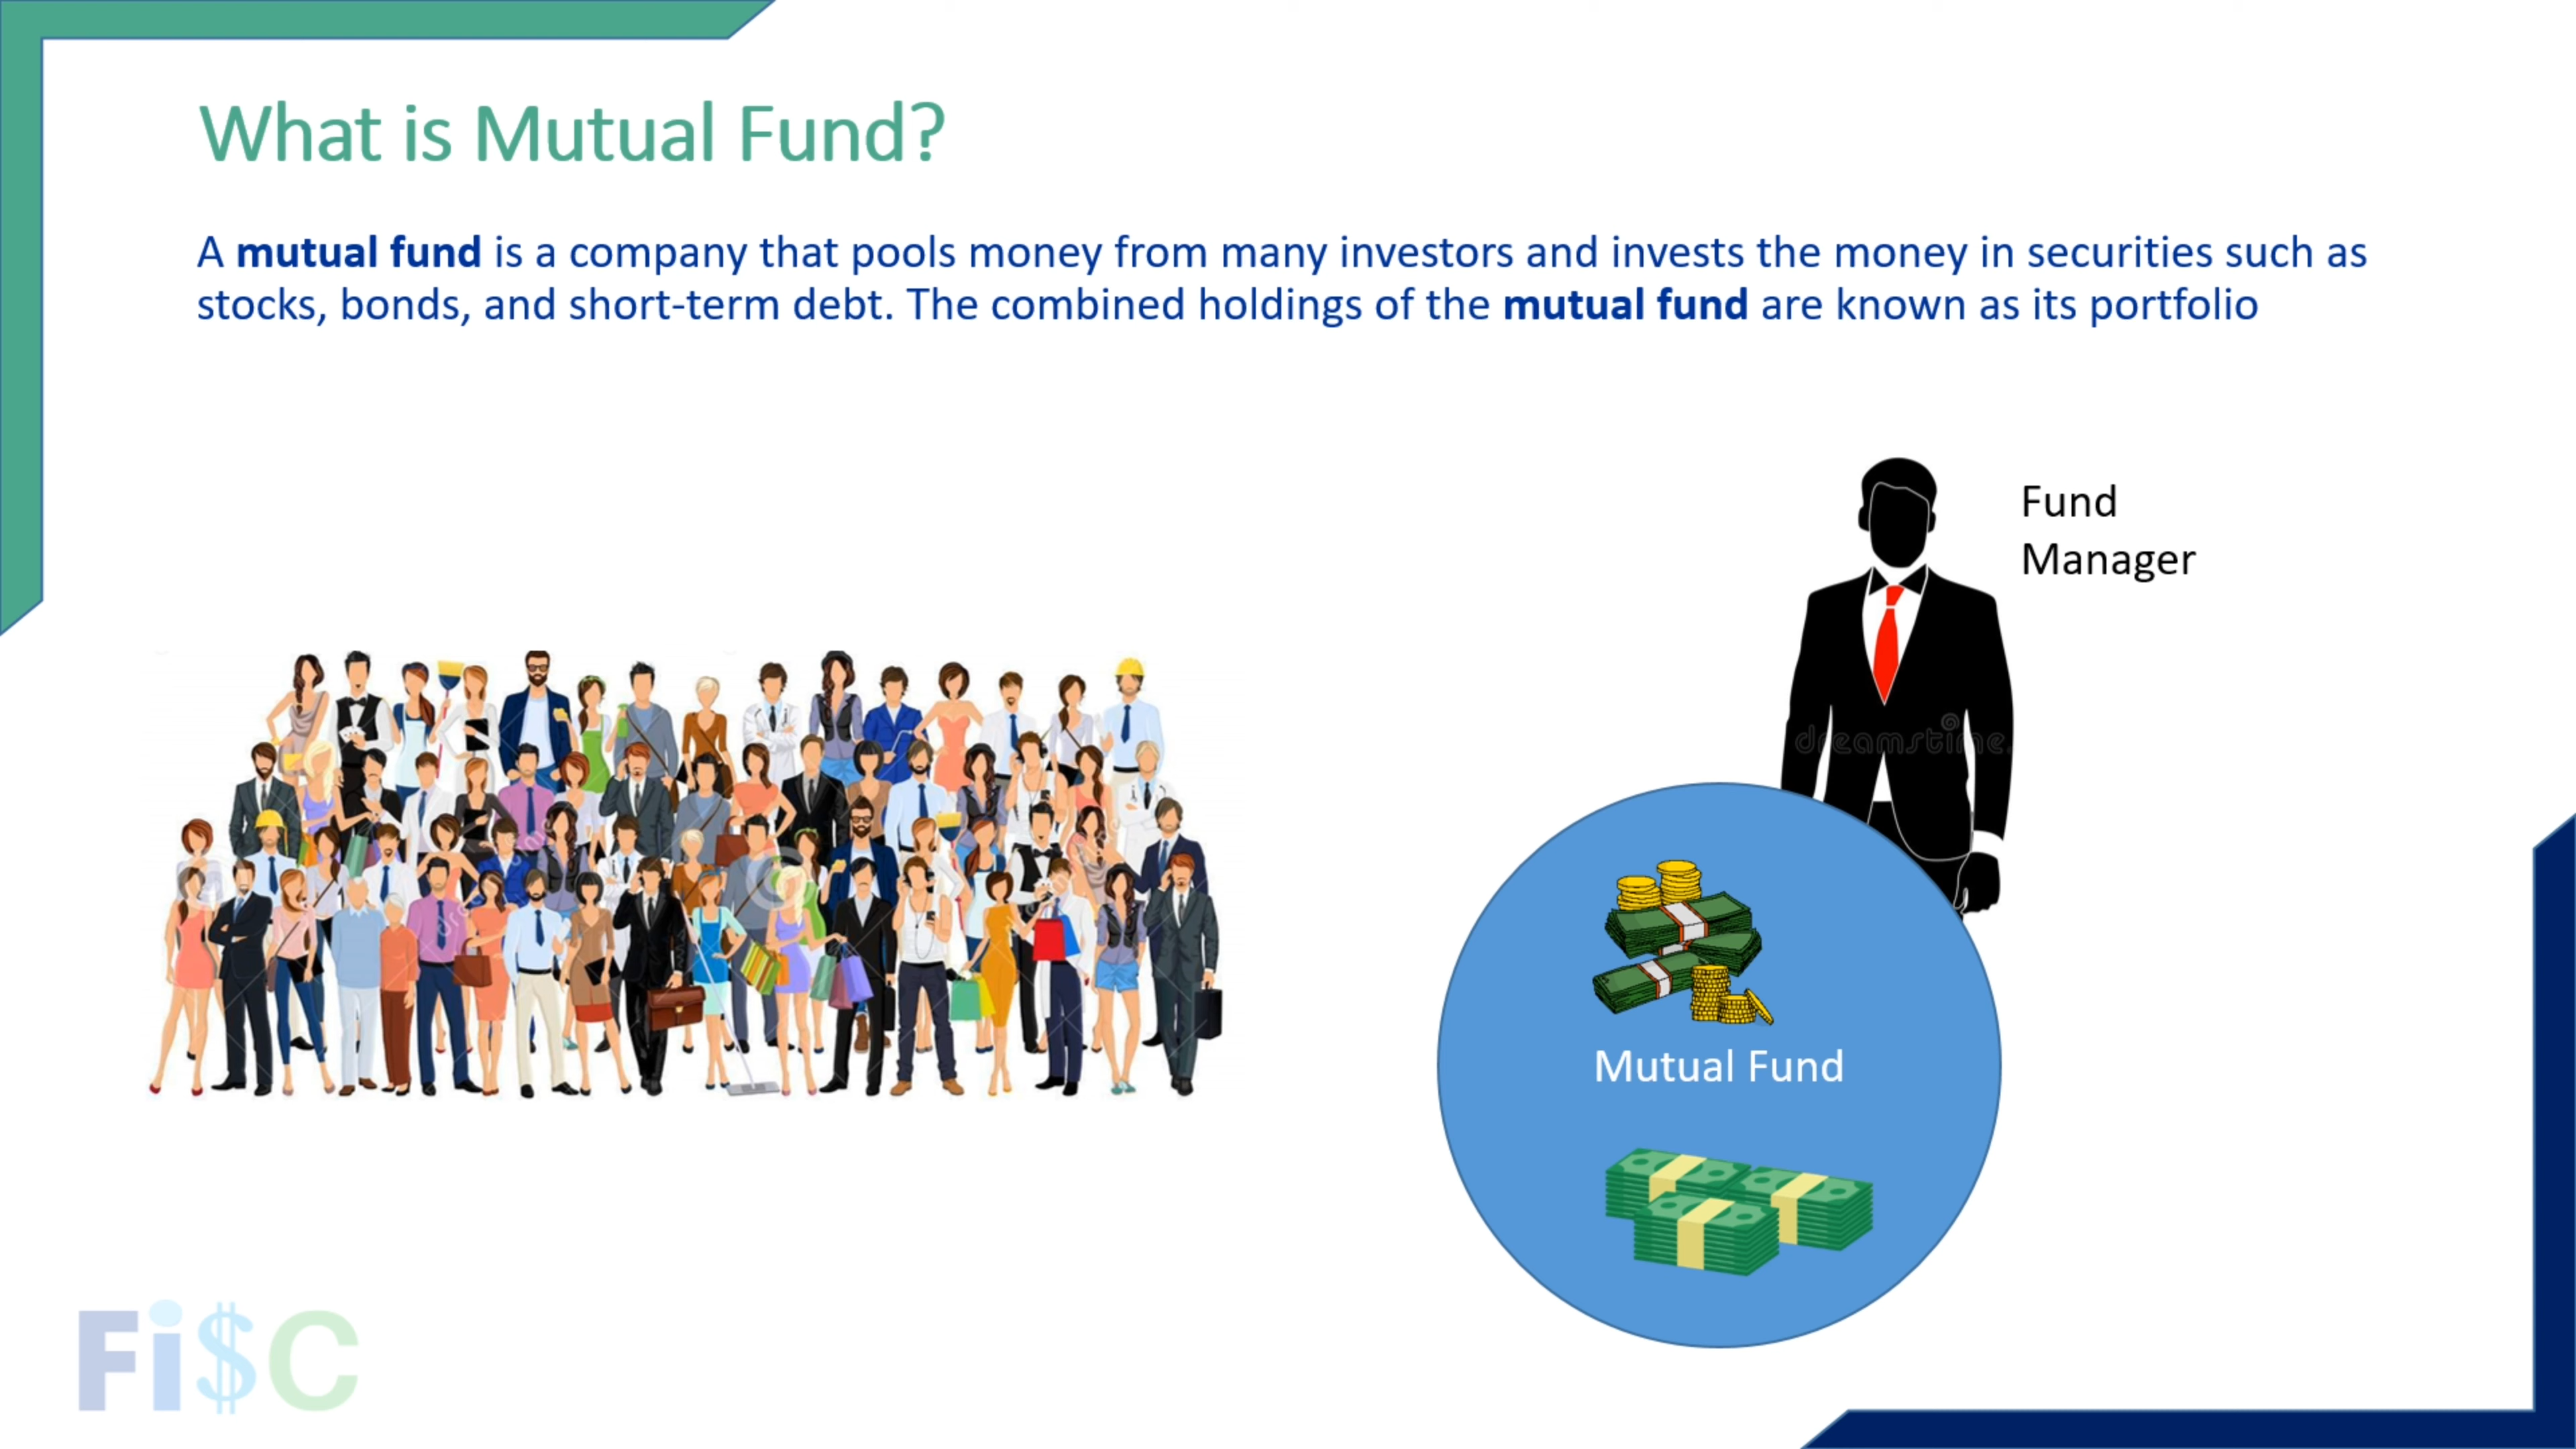 What is Mutual Fund?
A mutual fund is a company that pools money from many investors and invests the money in securities such as
stocks, bonds, and short-term debt. The combined holdings of the mutual fund are known as its portfolio
Fund
Manager
dreamstime
Mutual Fund
Fi$C